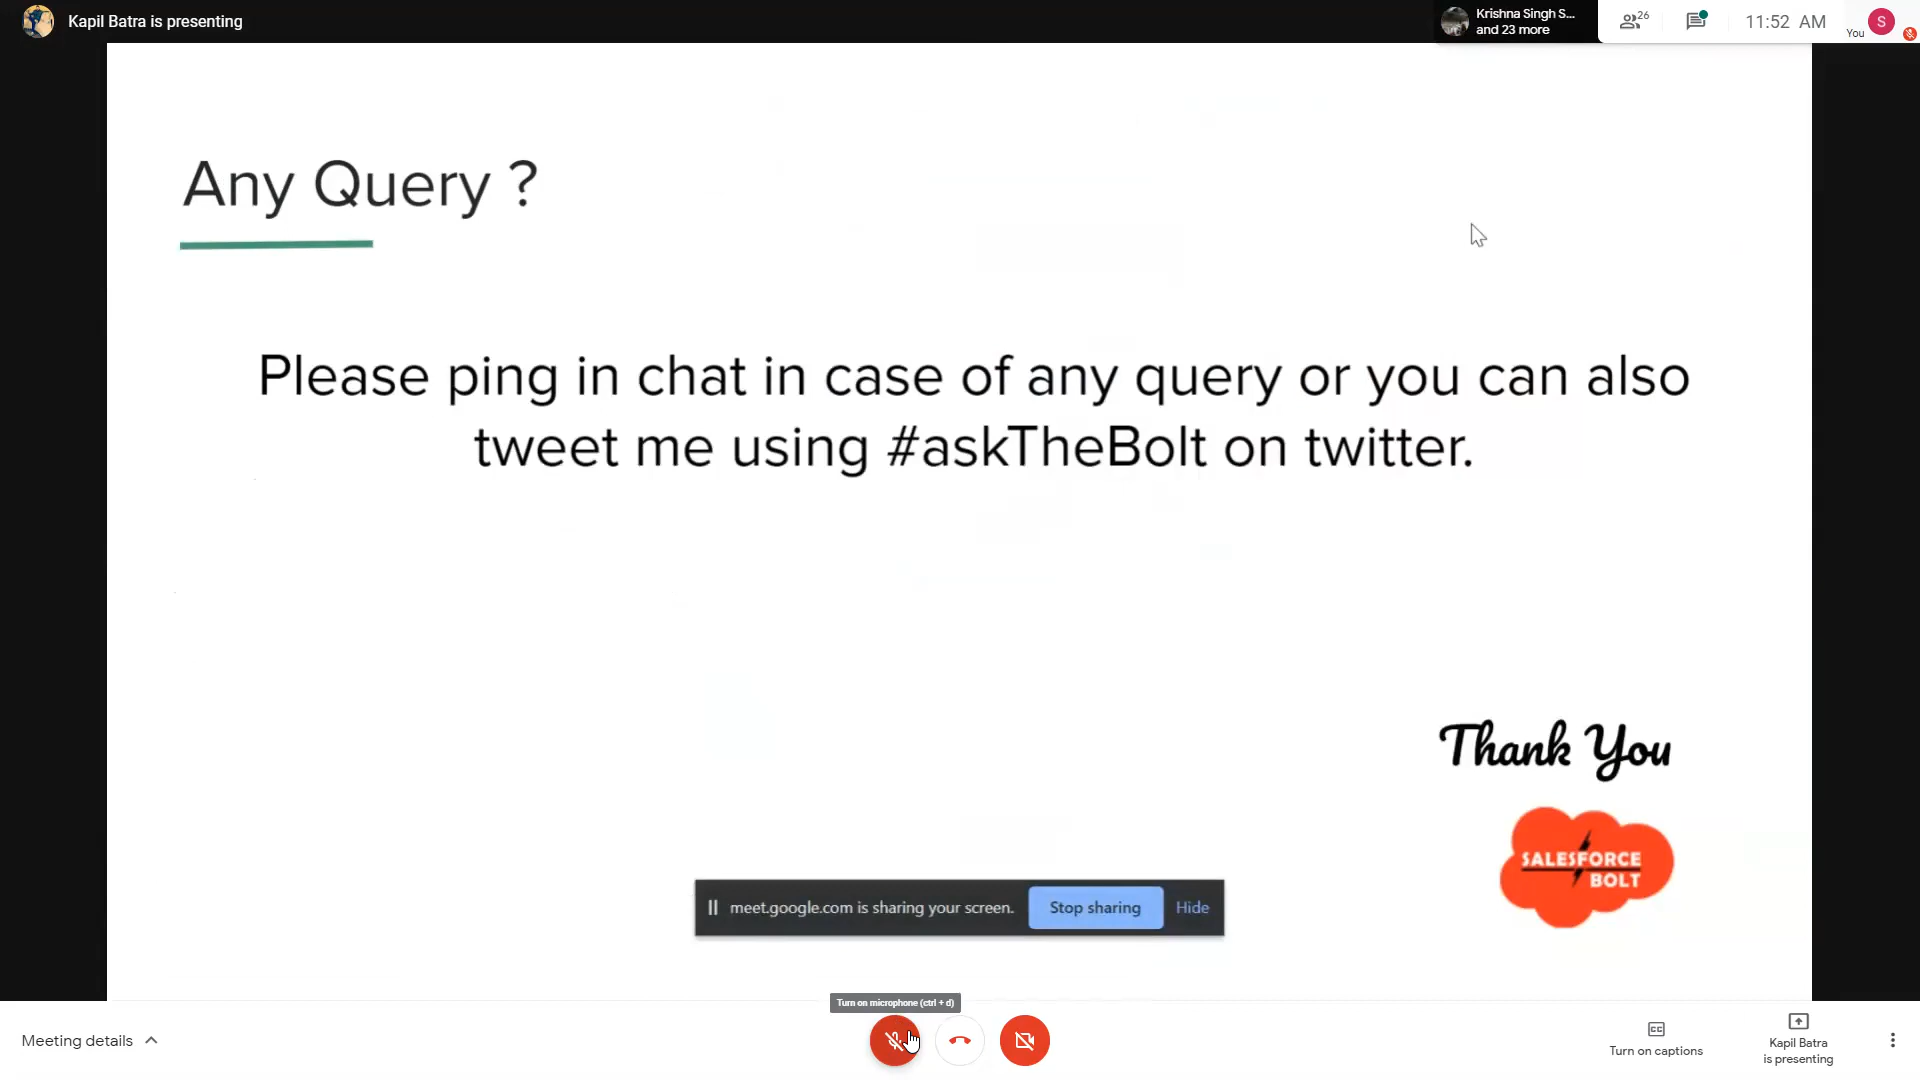 Kapil Batra is presenting
Krishna Singh S...
and 23 more
26
11:52 AM
You
S
Any Query ?
Please ping in chat in case of any query or you can also
tweet me using #askTheBolt on twitter.
Thank You
SALESFORCE
BOLT
meet.google.com is sharing your screen.
Stop sharing
Hide
Turn on microphone (ctrl + d)
Meeting details
Turn on captions
Kapil Batra
is presenting